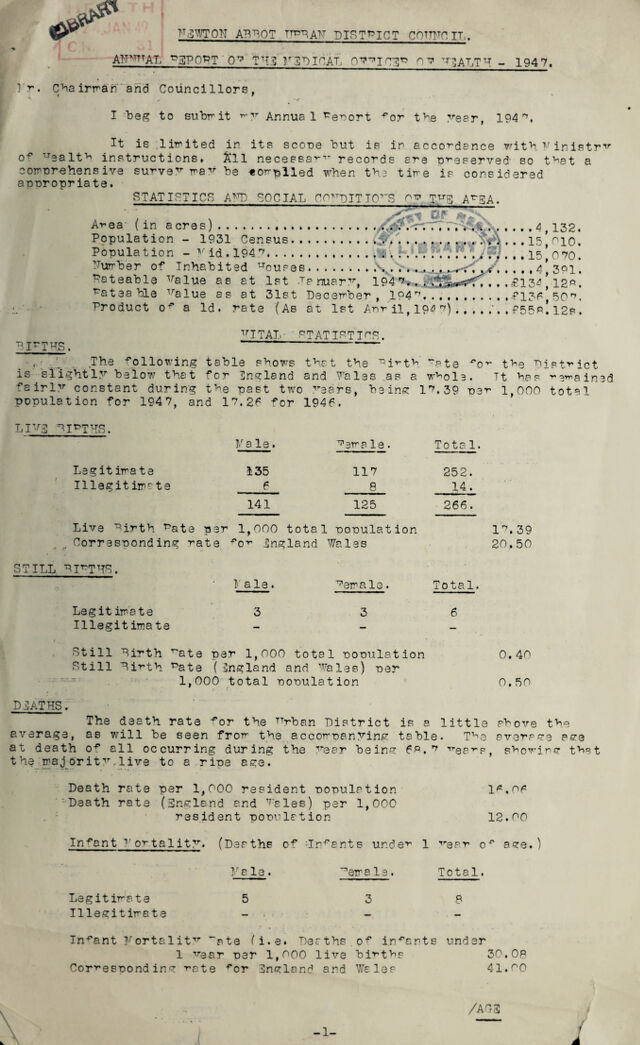 LIBRARY
NEWTON ABBOT URBAN DISTRICT COUNCIL.
ANNUAL REPORT OF THE MEDICAL OFFICER OF HEALTH - 1947.
Mr. Chairman and Councillors,
I beg to submit my Annual Report for the year, 1947.
It is limited in its scope but is in accordance with Ministry
of Health instructions. All necessary records are preserved so that a
comprehensive survey may be compiled when the time is considered
appropriate.
STATISTICS AND SOCIAL CONDITIONS OF THE AREA.
MINISTRY OF HEALTH
LIBRARY
Area (in acres)..............................4,132.
Population - 1931 Census.....................15,010.
Population - Mid.1947........................15,070.
Number of Inhabited Houses...................4,391.
Rateable Value as at 1st January, 1947.......£134,128.
Rateable Value as at 31st December, 1947.....£136,507.
Product of a 1d. rate (As at 1st April,1947).....£558.12s.
VITAL STATISTICS.
BIRTHS.
The following table shows that the Birth Rate for the District
is slightly below that for England and Wales as a whole. It has remained
fairly constant during the past two years, being 17.39 per 1,000 total
population for 1947, and 17.26 for 1946.
LIVE BIRTHS.
Male. Female. Total.
Legitimate 135 117 252.
Illegitimate 6 8 14.
141 125 266.
Live Birth Rate per 1,000 total population 17.39
Corresponding rate for England Wales 20.50
STILL BIRTHS.
Male. Female. Total.
Legitimate 3 3 6
Illegitimate - - -
Still Birth Rate per 1,000 total population 0.40
Still Birth Rate (England and Wales) per
1,000 total population 0.50
DEATHS.
The death rate for the Urban District is a little above the
average, as will be seen from the accompanying table. The average age
at death of all occurring during the year being 68.7 years, showing that
the majority live to a ripe age.
Death rate per 1,000 resident population 16.06
Death rate (England and Wales) per 1,000
resident population 12.00
Infant Mortality. (Deaths of Infants under 1 year of age.)
Male. Female. Total.
Legitimate 5 3 8
Illegitimate - - -
Infant Mortality Rate (i.e. Deaths of infants under
1 year per 1,000 live births 30.08
Corresponding rate for England and Wales 41.00
/AGE
-1-